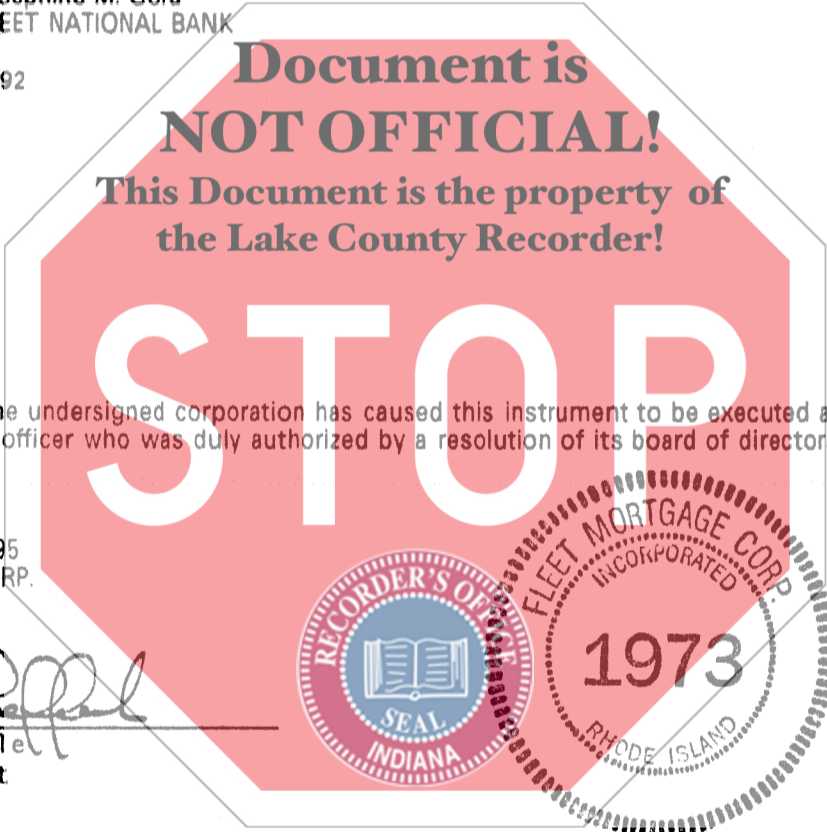 EET NATIONAL BANK
92
Document is
NOT OFFICIAL!
This Document is the property of
the Lake County Recorder!
STOP
e undersigned corporation has caused this instrument to be executed a
officer who was duly authorized by a resolution of its board of director
95
RP.
FLEET MORTGAGE CORP.
INCORPORATED
1973
RHODE ISLAND
RECORDER'S OFFICE
SEAL
INDIANA